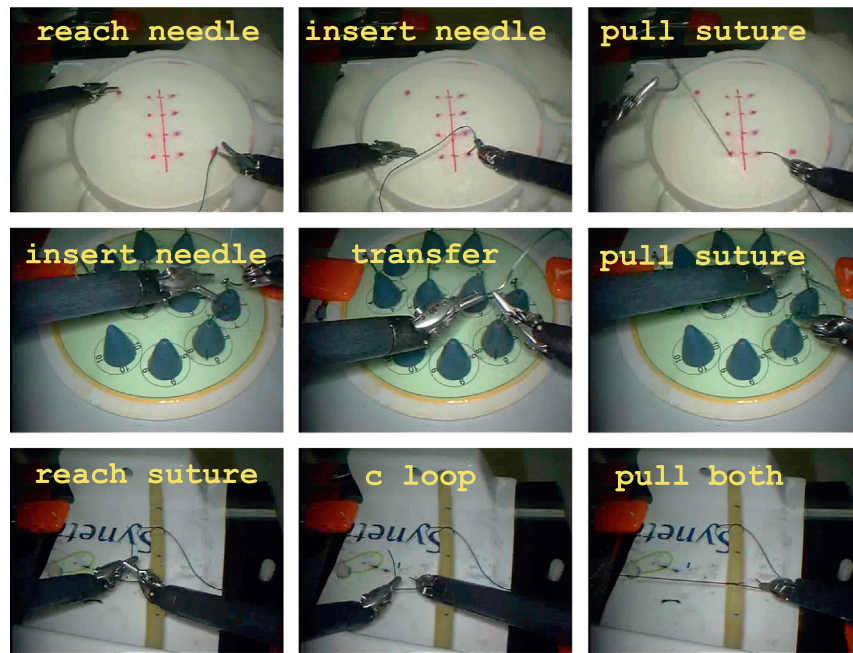 reach needle
insert needle
pull suture
insert needle
transfer
pull suture
reach suture
c loop
pull both